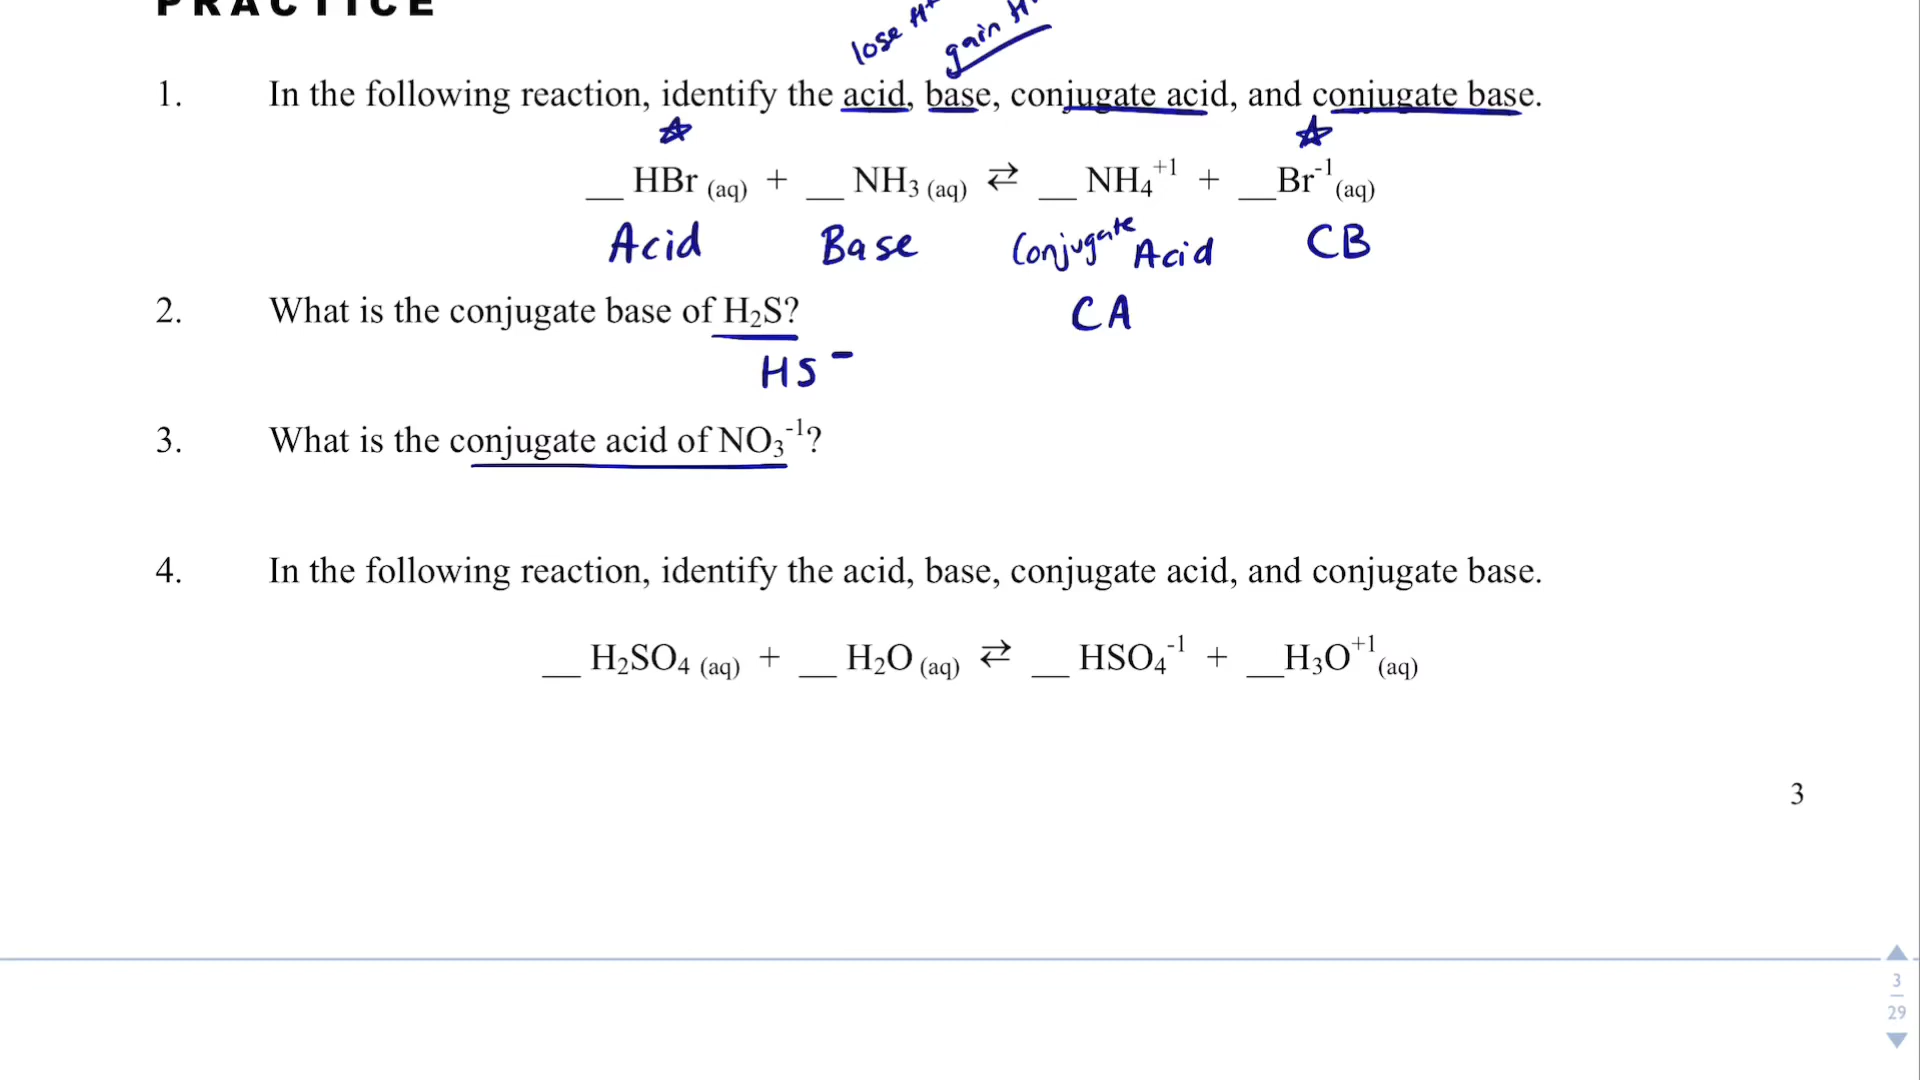 PRACTICE
lose H+
gain H
1. In the following reaction, identify the acid, base, conjugate acid, and conjugate base.
__ HBr (aq) + __ NH₃ (aq) ⇄ __ NH₄⁺¹ + __Br⁻¹(aq)
Acid Base Conjugate Acid CB
2. What is the conjugate base of H₂S? CA
HS⁻
3. What is the conjugate acid of NO₃⁻¹?
4. In the following reaction, identify the acid, base, conjugate acid, and conjugate base.
__ H₂SO₄ (aq) + __ H₂O (aq) ⇄ __ HSO₄⁻¹ + __H₃O⁺¹(aq)
3
3
29